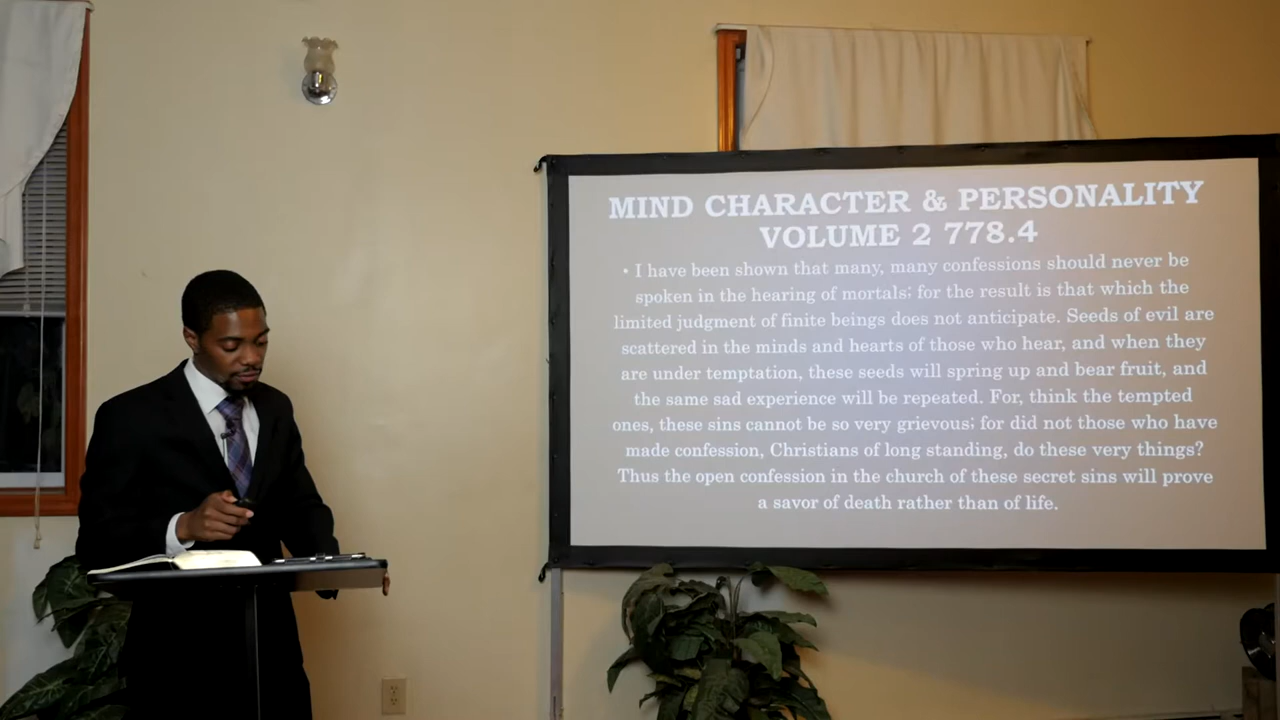 MIND CHARACTER & PERSONALITY
VOLUME 2 778.4
• I have been shown that many, many confessions should never be
spoken in the hearing of mortals; for the result is that which the
limited judgment of finite beings does not anticipate. Seeds of evil are
scattered in the minds and hearts of those who hear, and when they
are under temptation, these seeds will spring up and bear fruit, and
the same sad experience will be repeated. For, think the tempted
ones, these sins cannot be so very grievous; for did not those who have
made confession, Christians of long standing, do these very things?
Thus the open confession in the church of these secret sins will prove
a savor of death rather than of life.